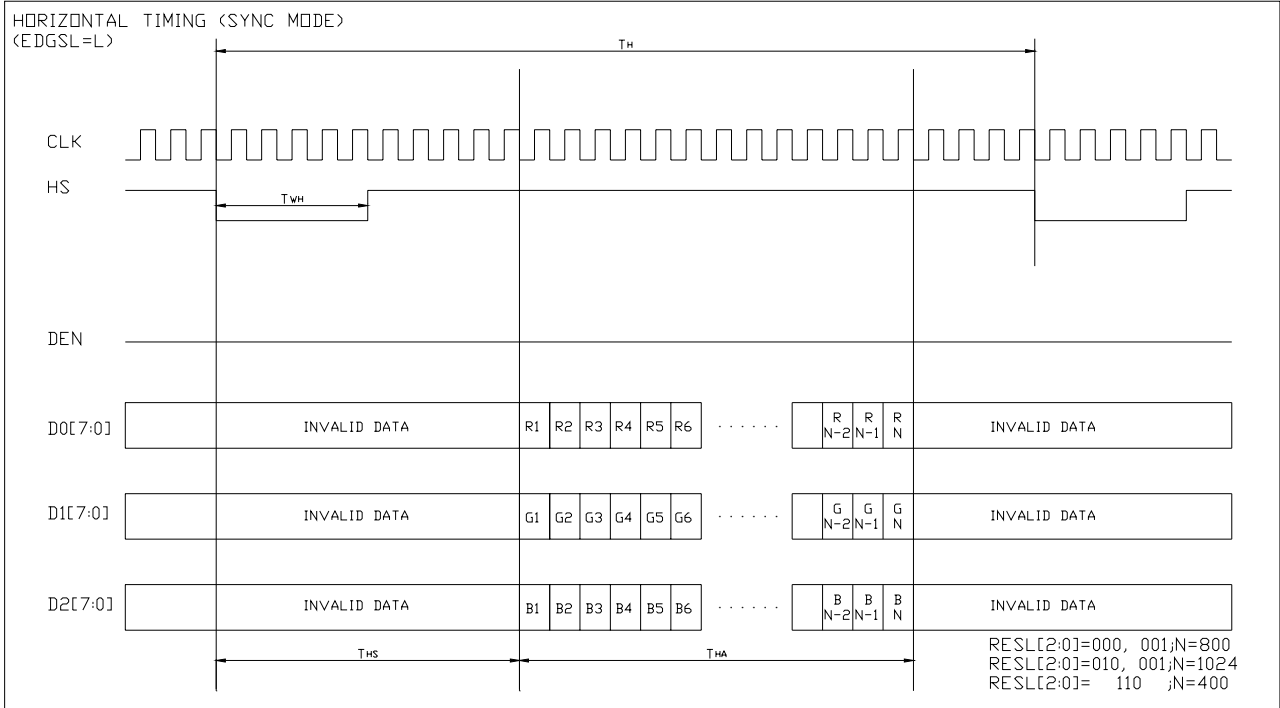 HORIZONTAL TIMING (SYNC MODE)
(EDGSL=L)
TH
CLK
HS
TWH
DEN
D0[7:0] INVALID DATA R1 R2 R3 R4 R5 R6 ...... R N-2 R N-1 R N INVALID DATA
D1[7:0] INVALID DATA G1 G2 G3 G4 G5 G6 ...... G N-2 G N-1 G N INVALID DATA
D2[7:0] INVALID DATA B1 B2 B3 B4 B5 B6 ...... B N-2 B N-1 B N INVALID DATA
THS THA
RESL[2:0]=000, 001;N=800
RESL[2:0]=010, 001;N=1024
RESL[2:0]= 110 ;N=400